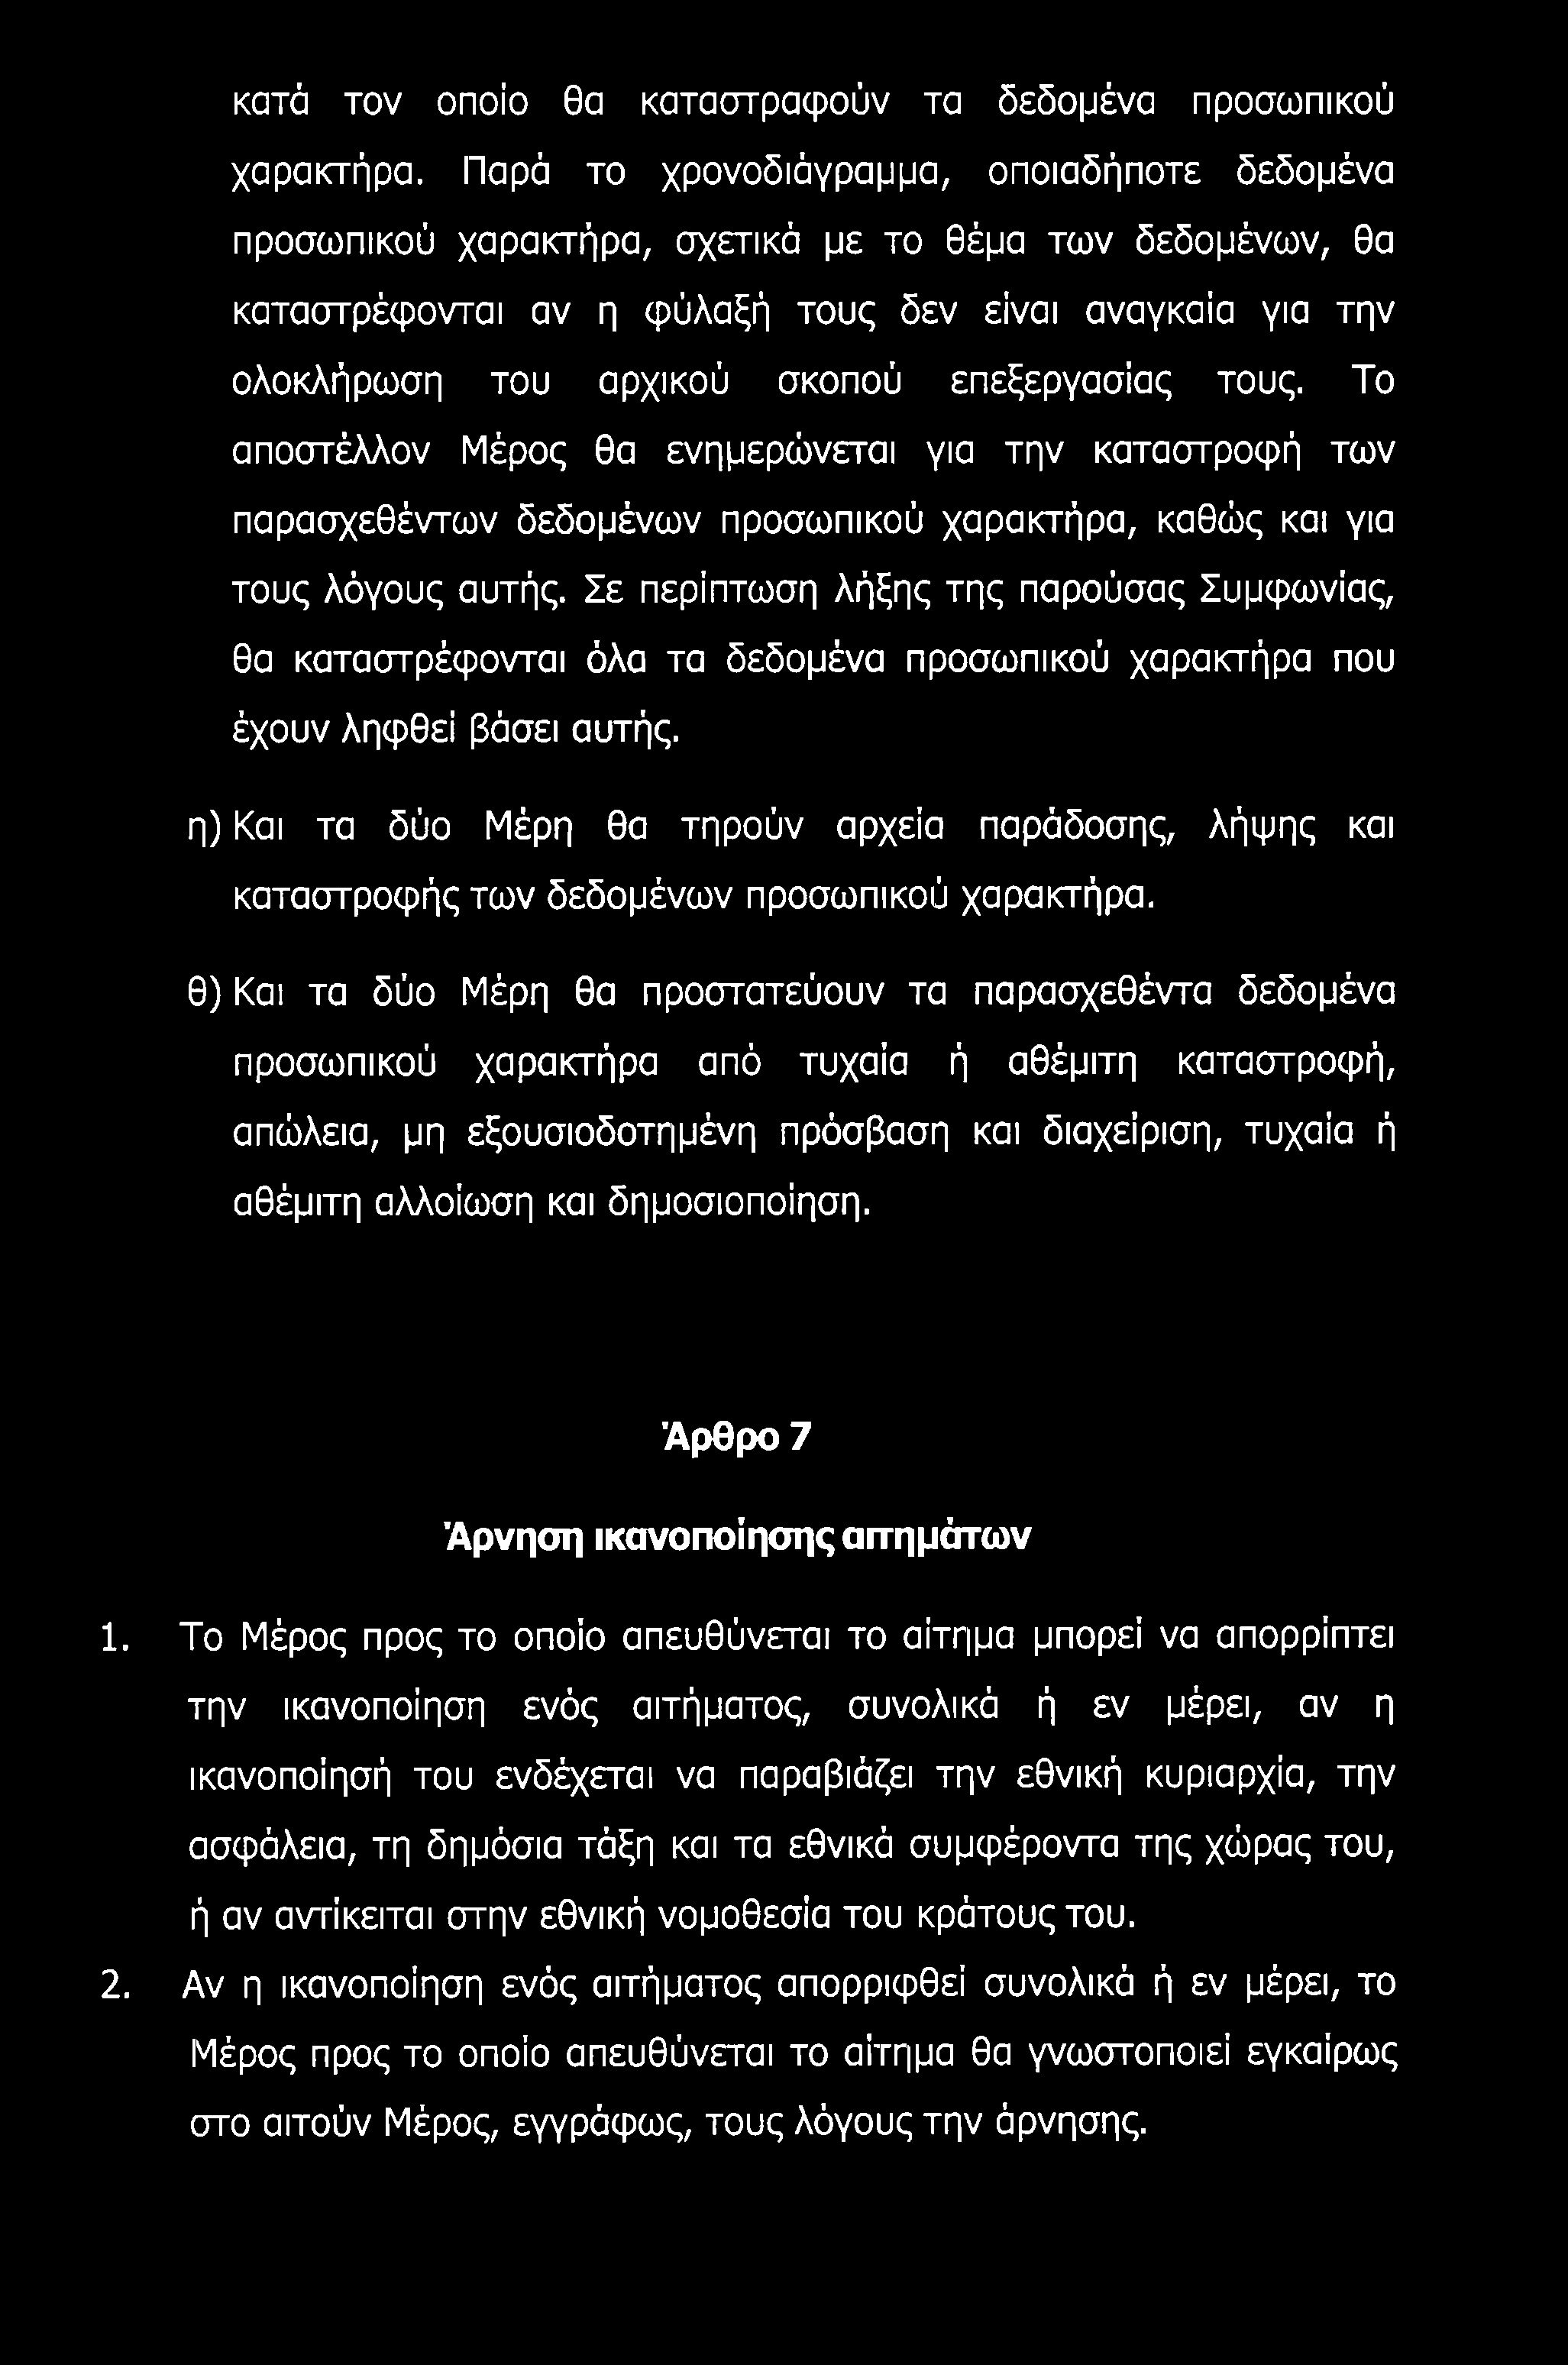 κατά τον οποίο θα καταστραφούν τα δεδομένα προσωπικού
χαρακτήρα. Παρά το χρονοδιάγραμμα, οποιαδήποτε δεδομένα
προσωπικού χαρακτήρα, σχετικά με το θέμα των δεδομένων, θα
καταστρέφονται αν η φύλαξή τους δεν είναι αναγκαία για την
ολοκλήρωση του αρχικού σκοπού επεξεργασίας τους. Το
αποστέλλον Μέρος θα ενημερώνεται για την καταστροφή των
παρασχεθέντων δεδομένων προσωπικού χαρακτήρα, καθώς και για
τους λόγους αυτής. Σε περίπτωση λήξης της παρούσας Συμφωνίας,
θα καταστρέφονται όλα τα δεδομένα προσωπικού χαρακτήρα που
έχουν ληφθεί βάσει αυτής.
η) Και τα δύο Μέρη θα τηρούν αρχεία παράδοσης, λήψης και
καταστροφής των δεδομένων προσωπικού χαρακτήρα.
θ) Και τα δύο Μέρη θα προστατεύουν τα παρασχεθέντα δεδομένα
προσωπικού χαρακτήρα από τυχαία ή αθέμιτη καταστροφή,
απώλεια, μη εξουσιοδοτημένη πρόσβαση και διαχείριση, τυχαία ή
αθέμιτη αλλοίωση και δημοσιοποίηση.
Άρθρο 7
Άρνηση ικανοποίησης αιτημάτων
1. Το Μέρος προς το οποίο απευθύνεται το αίτημα μπορεί να απορρίπτει
την ικανοποίηση ενός αιτήματος, συνολικά ή εν μέρει, αν η
ικανοποίησή του ενδέχεται να παραβιάζει την εθνική κυριαρχία, την
ασφάλεια, τη δημόσια τάξη και τα εθνικά συμφέροντα της χώρας του,
ή αν αντίκειται στην εθνική νομοθεσία του κράτους του.
2. Αν η ικανοποίηση ενός αιτήματος απορριφθεί συνολικά ή εν μέρει, το
Μέρος προς το οποίο απευθύνεται το αίτημα θα γνωστοποιεί εγκαίρως
στο αιτούν Μέρος, εγγράφως, τους λόγους την άρνησης.